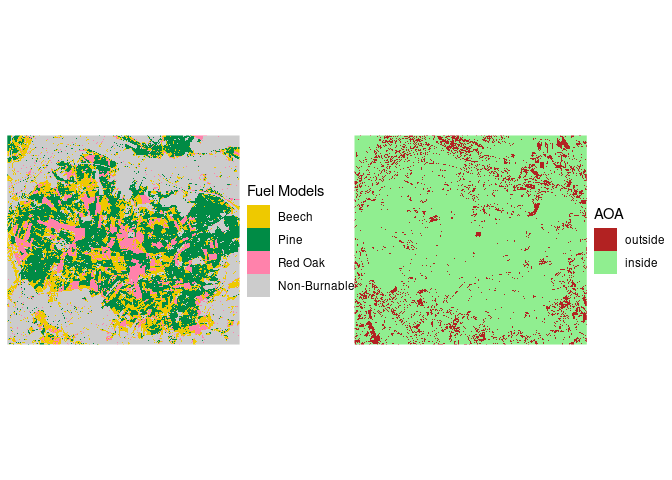 Fuel Models
Beech
Pine
Red Oak
Non-Burnable
AOA
outside
inside